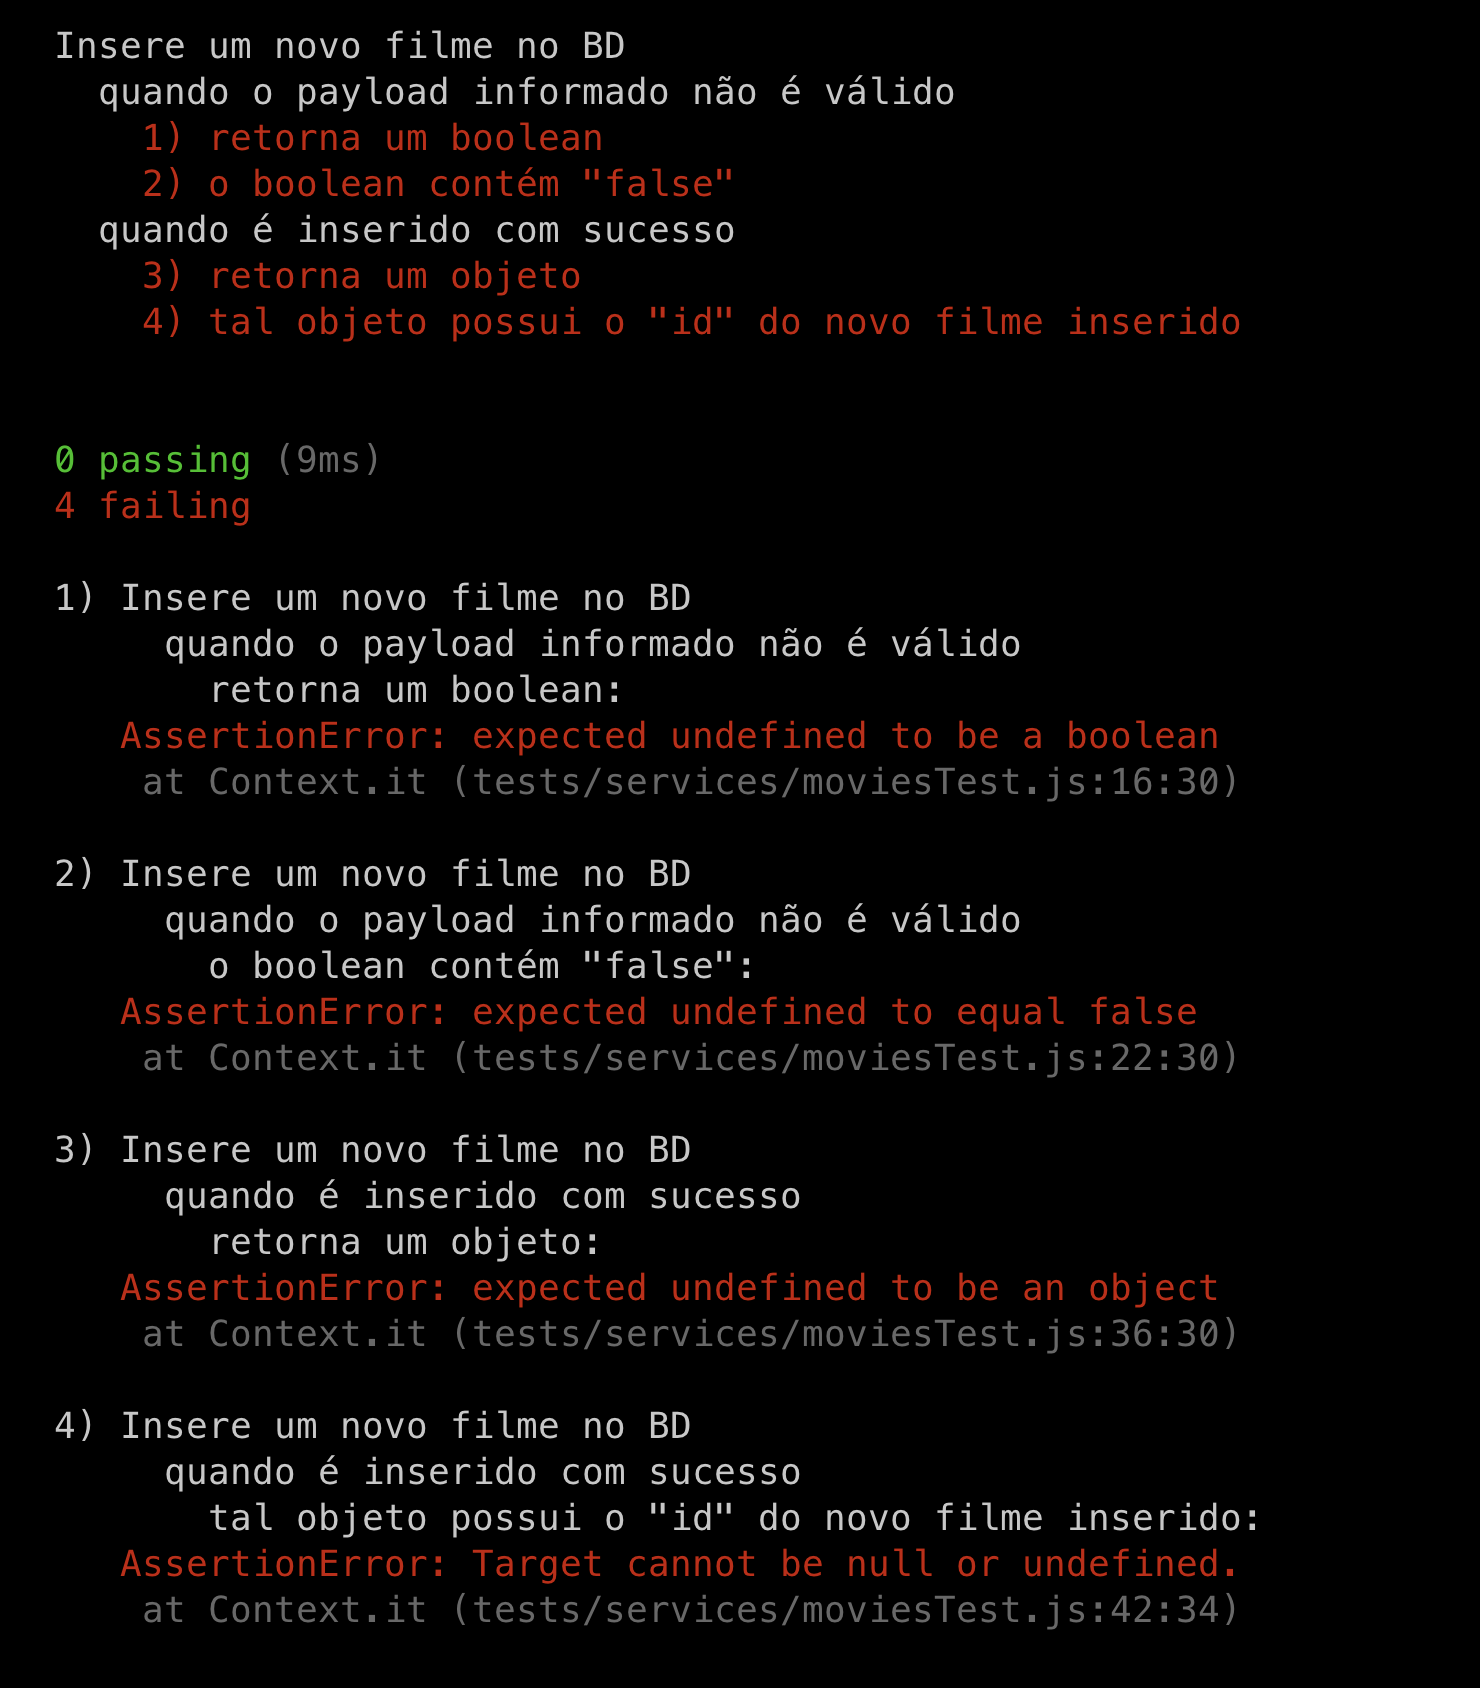 Insere um novo filme no BD
quando o payload informado não é válido
1) retorna um boolean
2) o boolean contém "false"
quando é inserido com sucesso
3) retorna um objeto
4) tal objeto possui o "id" do novo filme inserido
0 passing (9ms)
4 failing
1) Insere um novo filme no BD
quando o payload informado não é válido
retorna um boolean:
AssertionError: expected undefined to be a boolean
at Context.it (tests/services/moviesTest.js:16:30)
2) Insere um novo filme no BD
quando o payload informado não é válido
o boolean contém "false":
AssertionError: expected undefined to equal false
at Context.it (tests/services/moviesTest.js:22:30)
3) Insere um novo filme no BD
quando é inserido com sucesso
retorna um objeto:
AssertionError: expected undefined to be an object
at Context.it (tests/services/moviesTest.js:36:30)
4) Insere um novo filme no BD
quando é inserido com sucesso
tal objeto possui o "id" do novo filme inserido:
AssertionError: Target cannot be null or undefined.
at Context.it (tests/services/moviesTest.js:42:34)